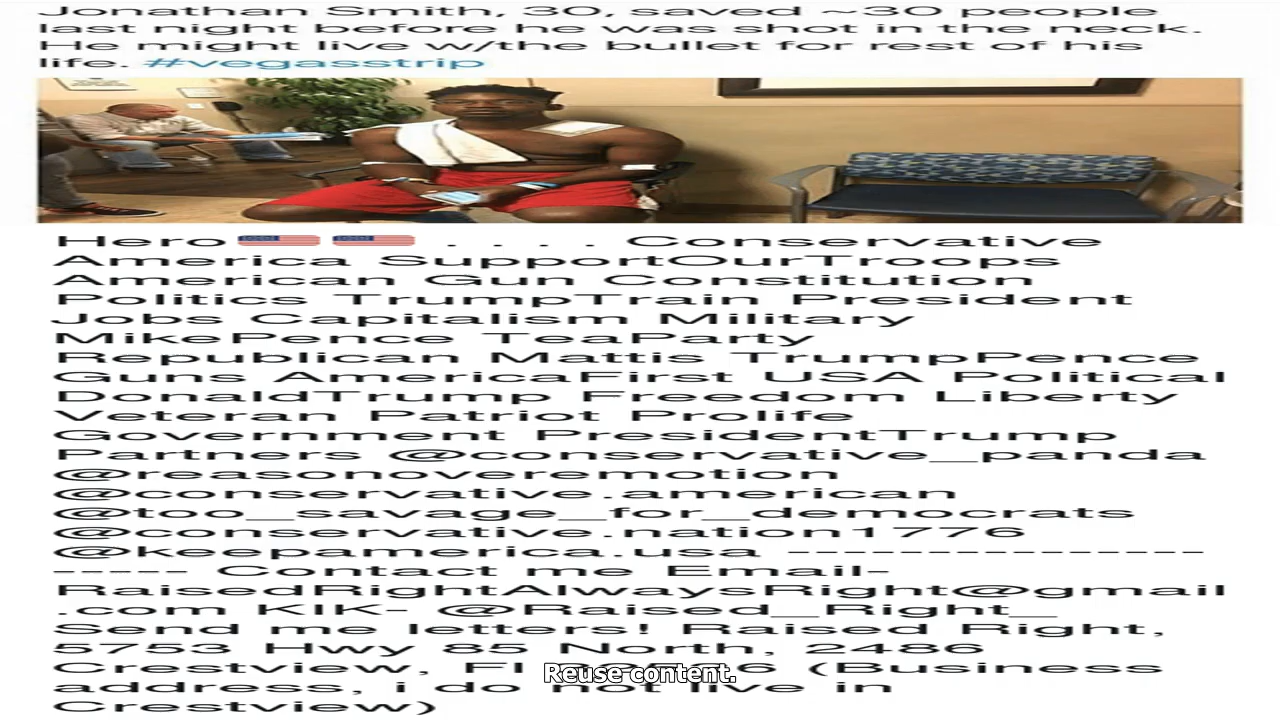 Jonathan Smith, 30, saved ~30 people
last night before he was shot in the neck.
He might live w/the bullet for rest of his
life. #vegasstrip
Hero🇺🇸🇺🇸 . . . . Conservative
America SupportOurTroops
American Gun Constitution
Politics TrumpTrain President
Jobs Capitalism Military
MikePence TeaParty
Republican Mattis TrumpPence
Guns AmericaFirst USA Political
DonaldTrump Freedom Liberty
Veteran Patriot Prolife
Government PresidentTrump
Partners @conservative_panda
@reasonoveremotion
@conservative.american
@too_savage_for_democrats
@conservative.nation1776
@keepamerica.usa ----------------
----- Contact me Email-
RaisedRightAlwaysRight@gmail
.com KIK- @Raised_Right_
Send me letters! Raised Right,
5753 Hwy 85 North, 2486
Crestview, Fl 6 (Business
address, i do not live in
Crestview)
Reuse content.